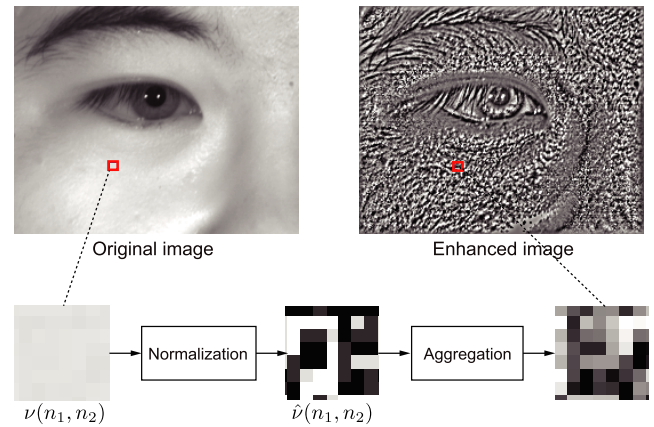 Original image
Enhanced image
Normalization
Aggregation
ν(n₁, n₂)
ν̂(n₁, n₂)